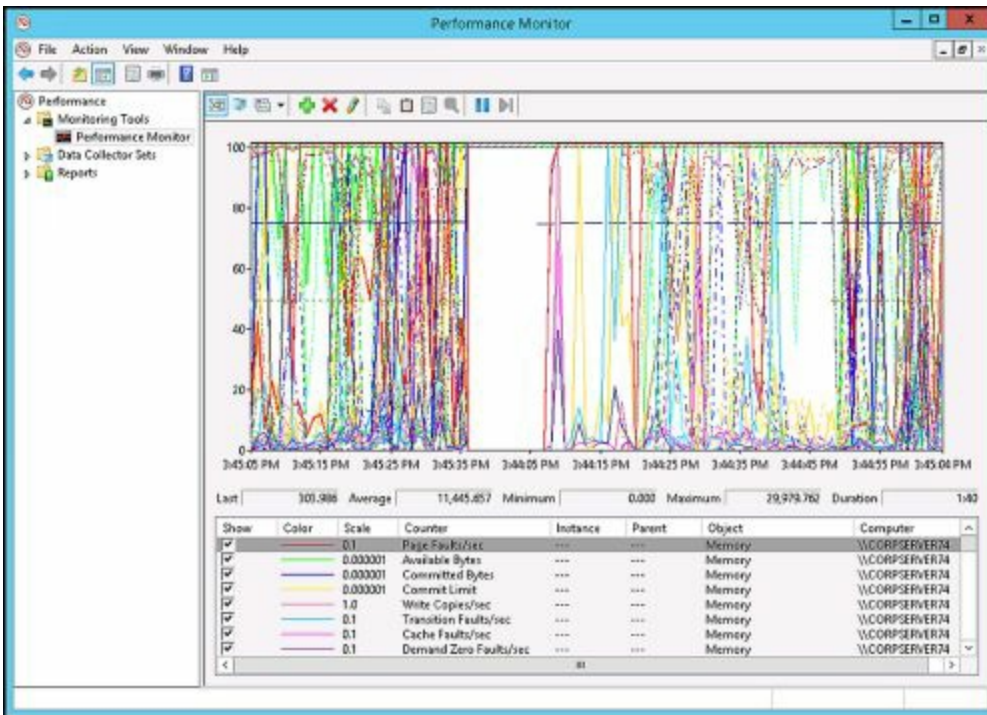 Performance Monitor
File Action View Window Help
Performance
Monitoring Tools
Performance Monitor
Data Collector Sets
Reports
100
80
60
40
20
0
3:45:05 PM 3:45:15 PM 3:45:25 PM 3:45:35 PM 3:44:05 PM 3:44:15 PM 3:44:25 PM 3:44:35 PM 3:44:45 PM 3:44:55 PM 3:45:04 PM
Last 303.986 Average 11,445.657 Minimum 0.000 Maximum 29,979.762 Duration 1:40
Show Color Scale Counter Instance Parent Object Computer
0.1 Page Faults/sec --- --- Memory \\CORPSERVER74
0.000001 Available Bytes --- --- Memory \\CORPSERVER74
0.000001 Committed Bytes --- --- Memory \\CORPSERVER74
0.000001 Commit Limit --- --- Memory \\CORPSERVER74
1.0 Write Copies/sec --- --- Memory \\CORPSERVER74
0.1 Transition Faults/sec --- --- Memory \\CORPSERVER74
0.1 Cache Faults/sec --- --- Memory \\CORPSERVER74
0.1 Demand Zero Faults/sec --- --- Memory \\CORPSERVER74